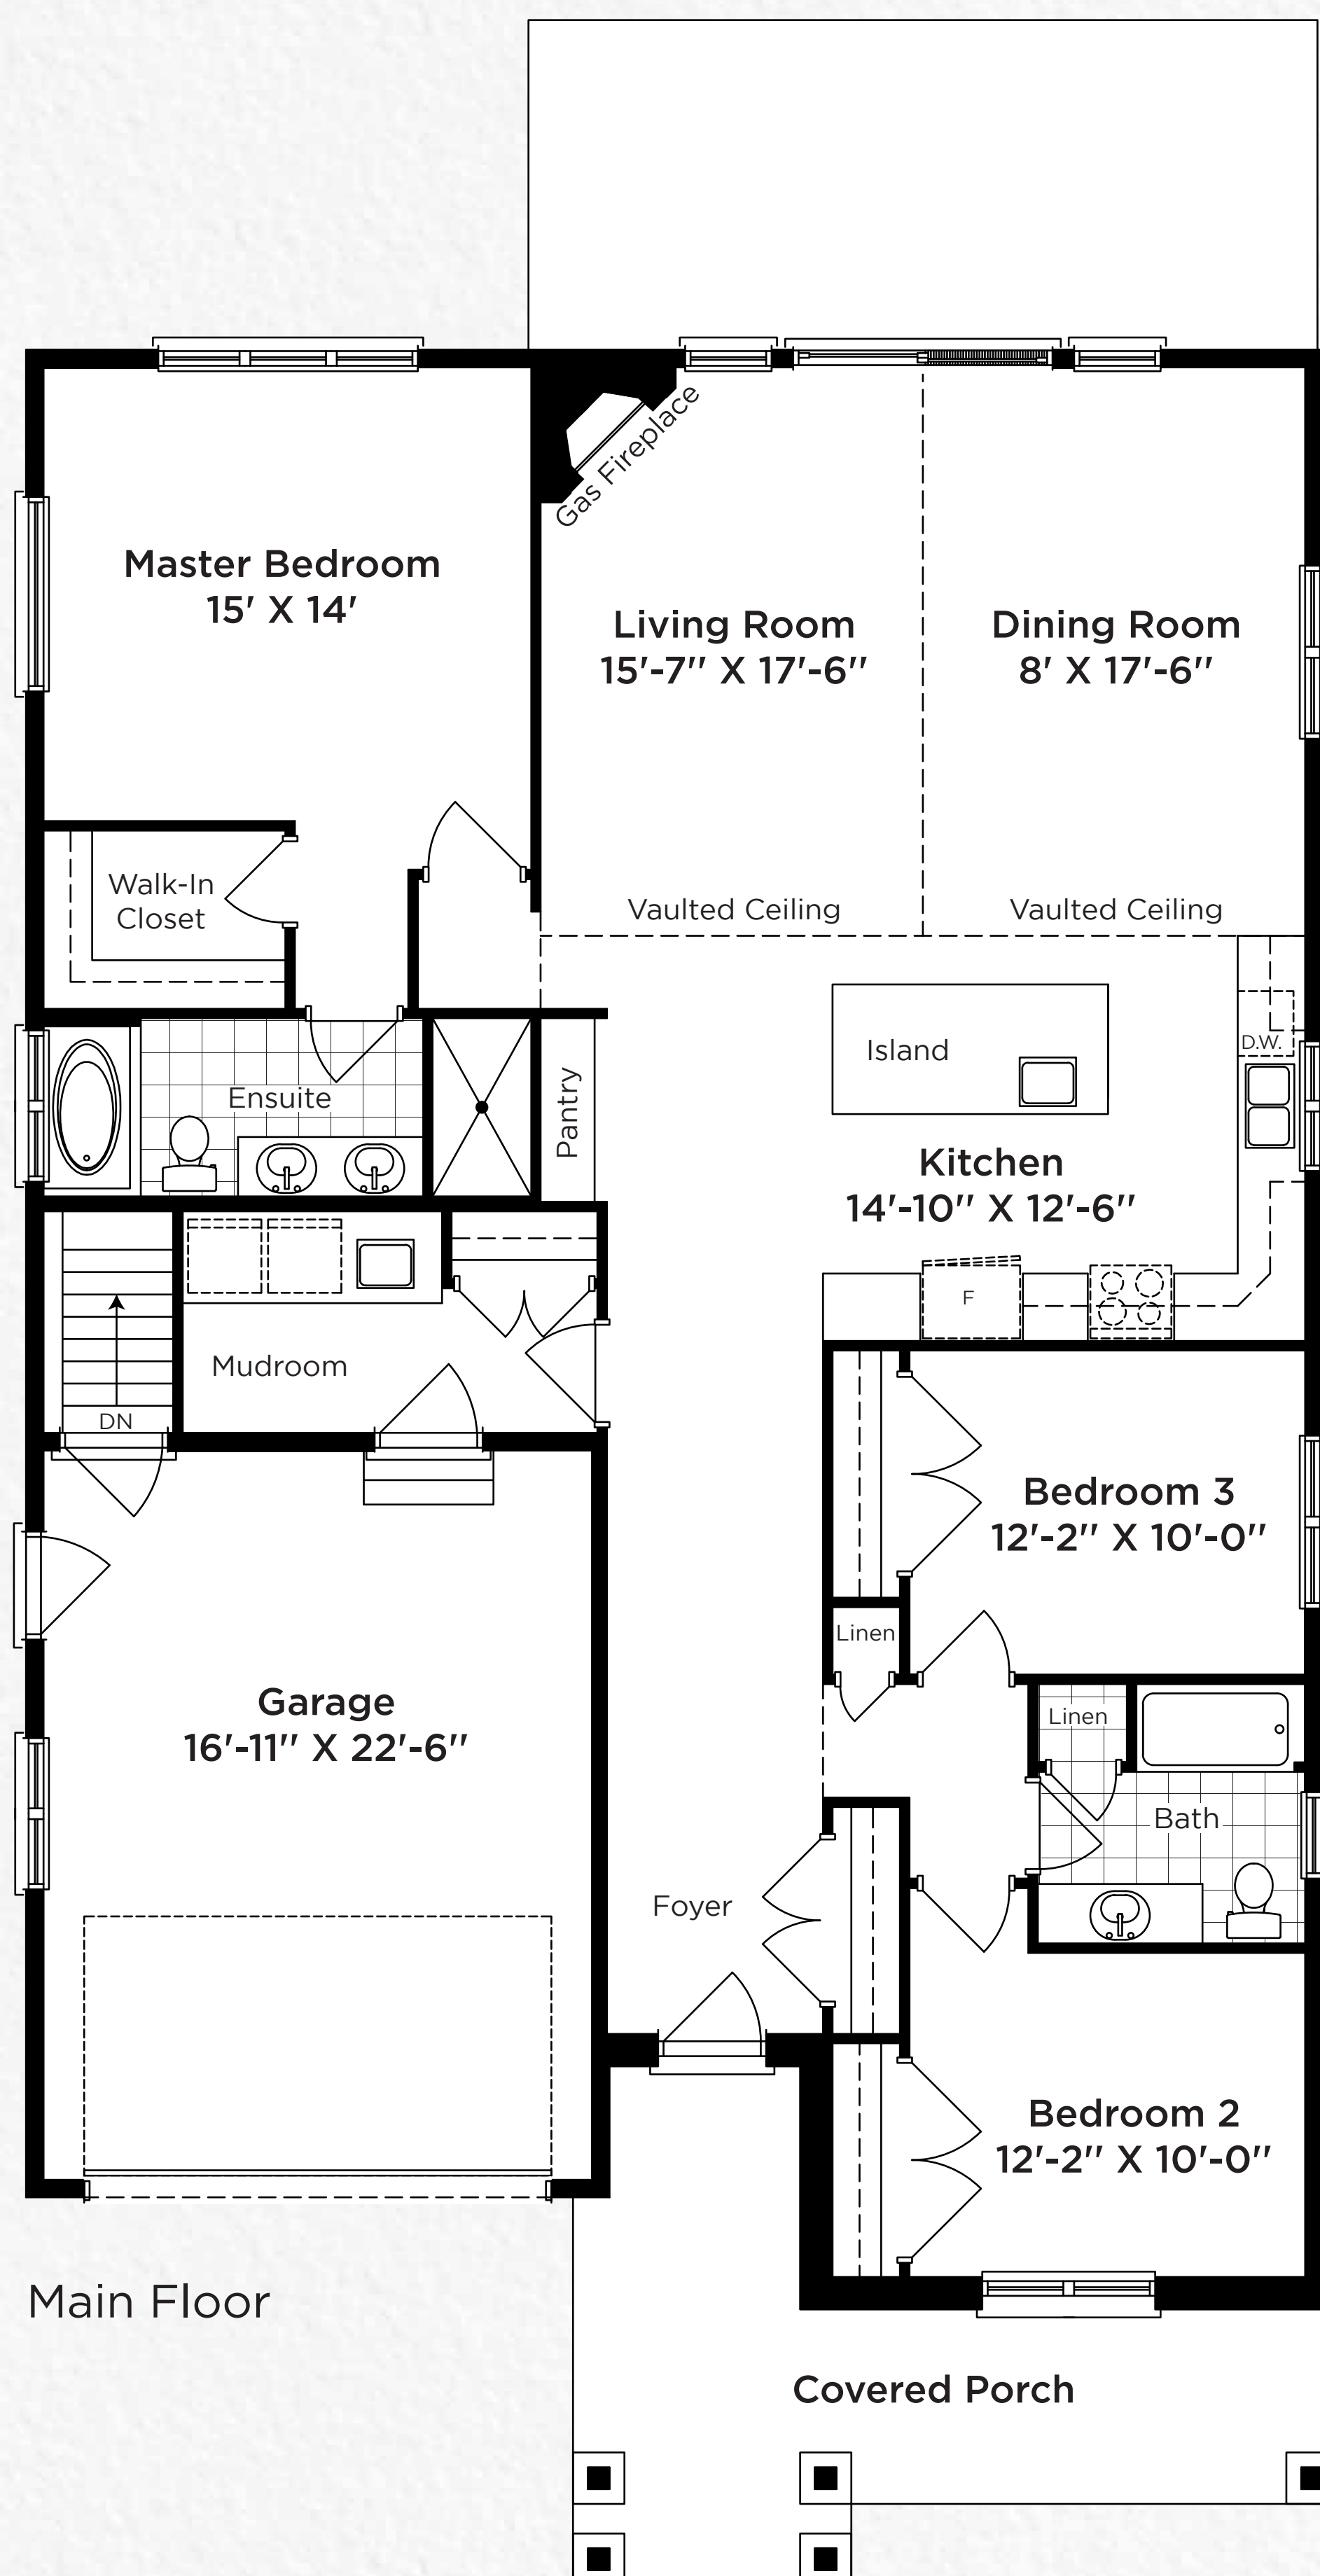 Gas Fireplace
Master Bedroom
15' X 14'
Living Room
15'-7'' X 17'-6''
Dining Room
8' X 17'-6''
Walk-In
Closet
Vaulted Ceiling
Vaulted Ceiling
Island
D.W.
Ensuite
Pantry
Kitchen
14'-10'' X 12'-6''
F
Mudroom
DN
Bedroom 3
12'-2'' X 10'-0''
Linen
Garage
16'-11'' X 22'-6''
Linen
Bath
Foyer
Bedroom 2
12'-2'' X 10'-0''
Main Floor
Covered Porch